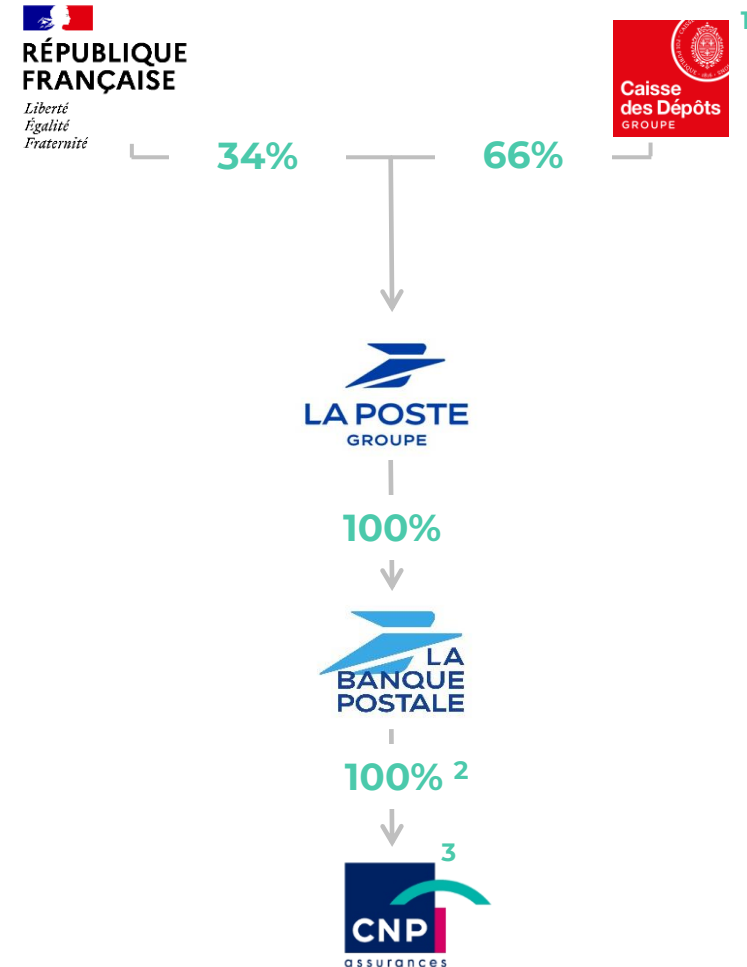 RÉPUBLIQUE
FRANÇAISE
Liberté
Égalité
Fraternité
1
Caisse
des Dépôts
GROUPE
34%
66%
LA POSTE
GROUPE
100%
LA
BANQUE
POSTALE
100% 2
3
CNP
assurances